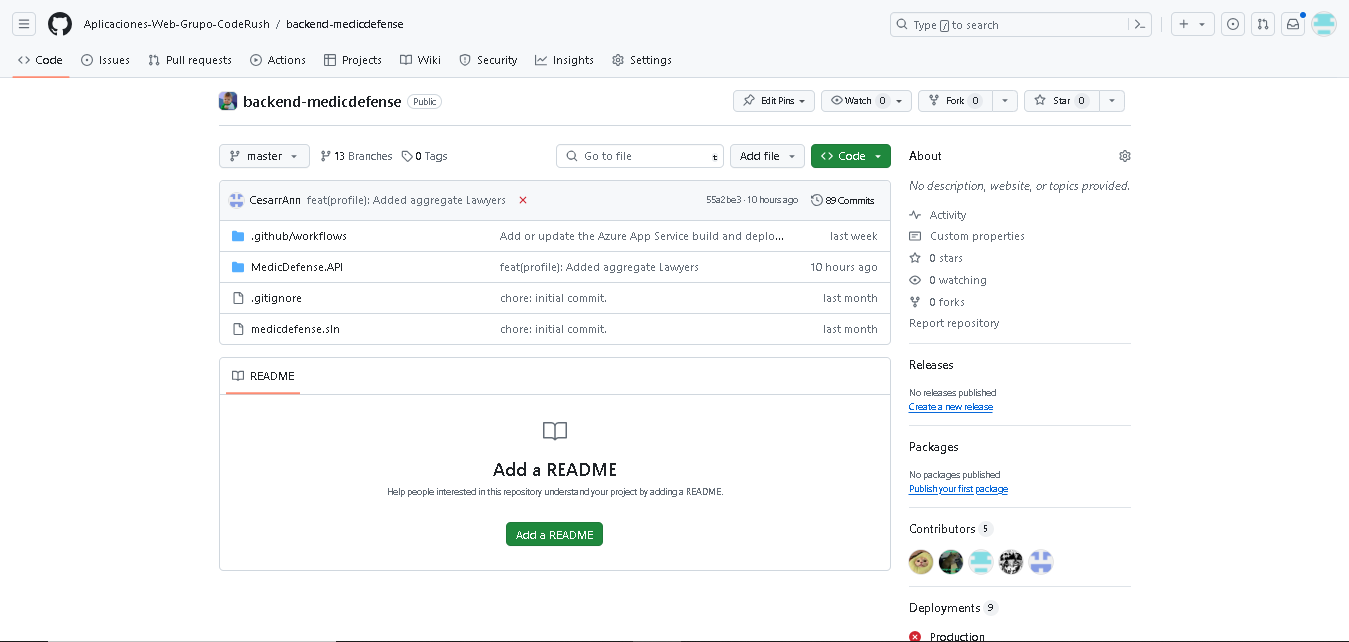 Aplicaciones-Web-Grupo-CodeRush / backend-medicdefense
Type / to search
Code Issues Pull requests Actions Projects Wiki Security Insights Settings
backend-medicdefense Public
Edit Pins Watch 0 Fork 0 Star 0
master 13 Branches 0 Tags
Go to file t Add file Code
CesarrAnn feat(profile): Added aggregate Lawyers 55a2be3 · 10 hours ago 89 Commits
.github/workflows Add or update the Azure App Service build and deplo... last week
MedicDefense.API feat(profile): Added aggregate Lawyers 10 hours ago
.gitignore chore: initial commit. last month
medicdefense.sln chore: initial commit. last month
README
Add a README
Help people interested in this repository understand your project by adding a README.
Add a README
About
No description, website, or topics provided.
Activity
Custom properties
0 stars
0 watching
0 forks
Report repository
Releases
No releases published
Create a new release
Packages
No packages published
Publish your first package
Contributors 5
Deployments 9
Production